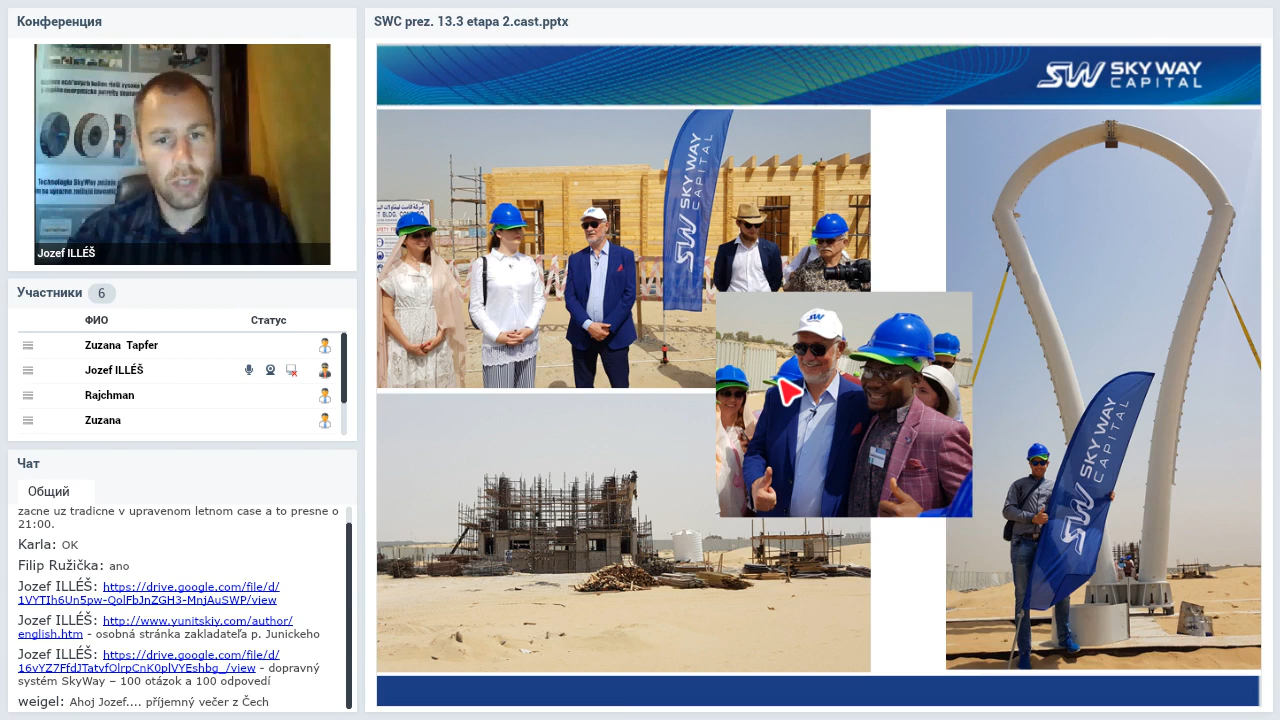 Конференция
Jozef ILLÉŠ
Участники 6
ФИО Статус
Zuzana Tapfer
Jozef ILLÉŠ
Rajchman
Zuzana
Чат
Общий
zacne uz tradicne v upravenom letnom case a to presne o
21:00.
Karla: OK
Filip Ružička: ano
Jozef ILLÉŠ: https://drive.google.com/file/d/
1VYTIh6Un5pw-QolFbJnZGH3-MnjAuSWP/view
Jozef ILLÉŠ: http://www.yunitskiy.com/author/
english.htm - osobná stránka zakladateľa p. Junickeho
Jozef ILLÉŠ: https://drive.google.com/file/d/
16vYZ7FfdJTatvfOlrpCnK0plVYEshbg_/view - dopravný
systém SkyWay – 100 otázok a 100 odpovedí
weigel: Ahoj Jozef.... příjemný večer z Čech
SWC prez. 13.3 etapa 2.cast.pptx
SW SKY WAY
CAPITAL
SW SKY WAY
CAPITAL
SW
SW SKY WAY
CAPITAL